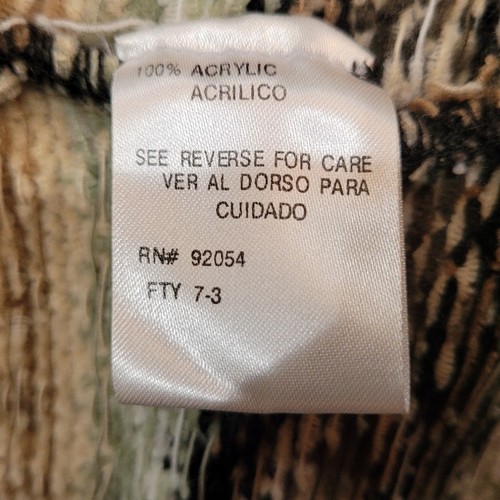 100% ACRYLIC
ACRILICO
SEE REVERSE FOR CARE
VER AL DORSO PARA
CUIDADO
RN# 92054
FTY 7-3